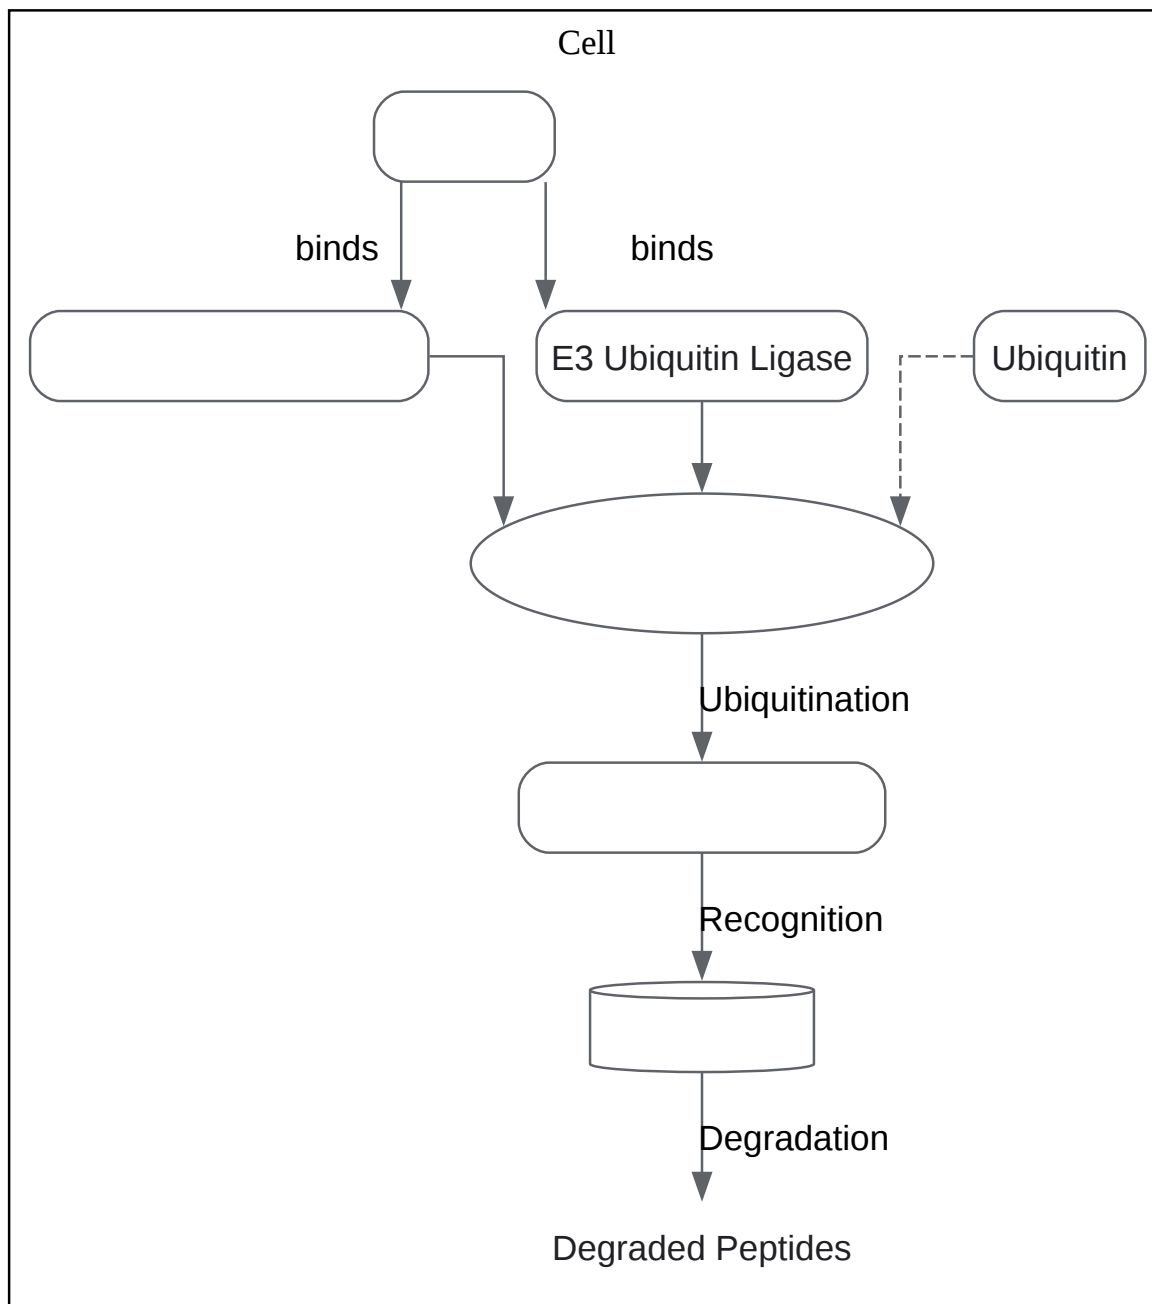 Cell
binds
binds
E3 Ubiquitin Ligase
Ubiquitin
Ubiquitination
Recognition
Degradation
Degraded Peptides